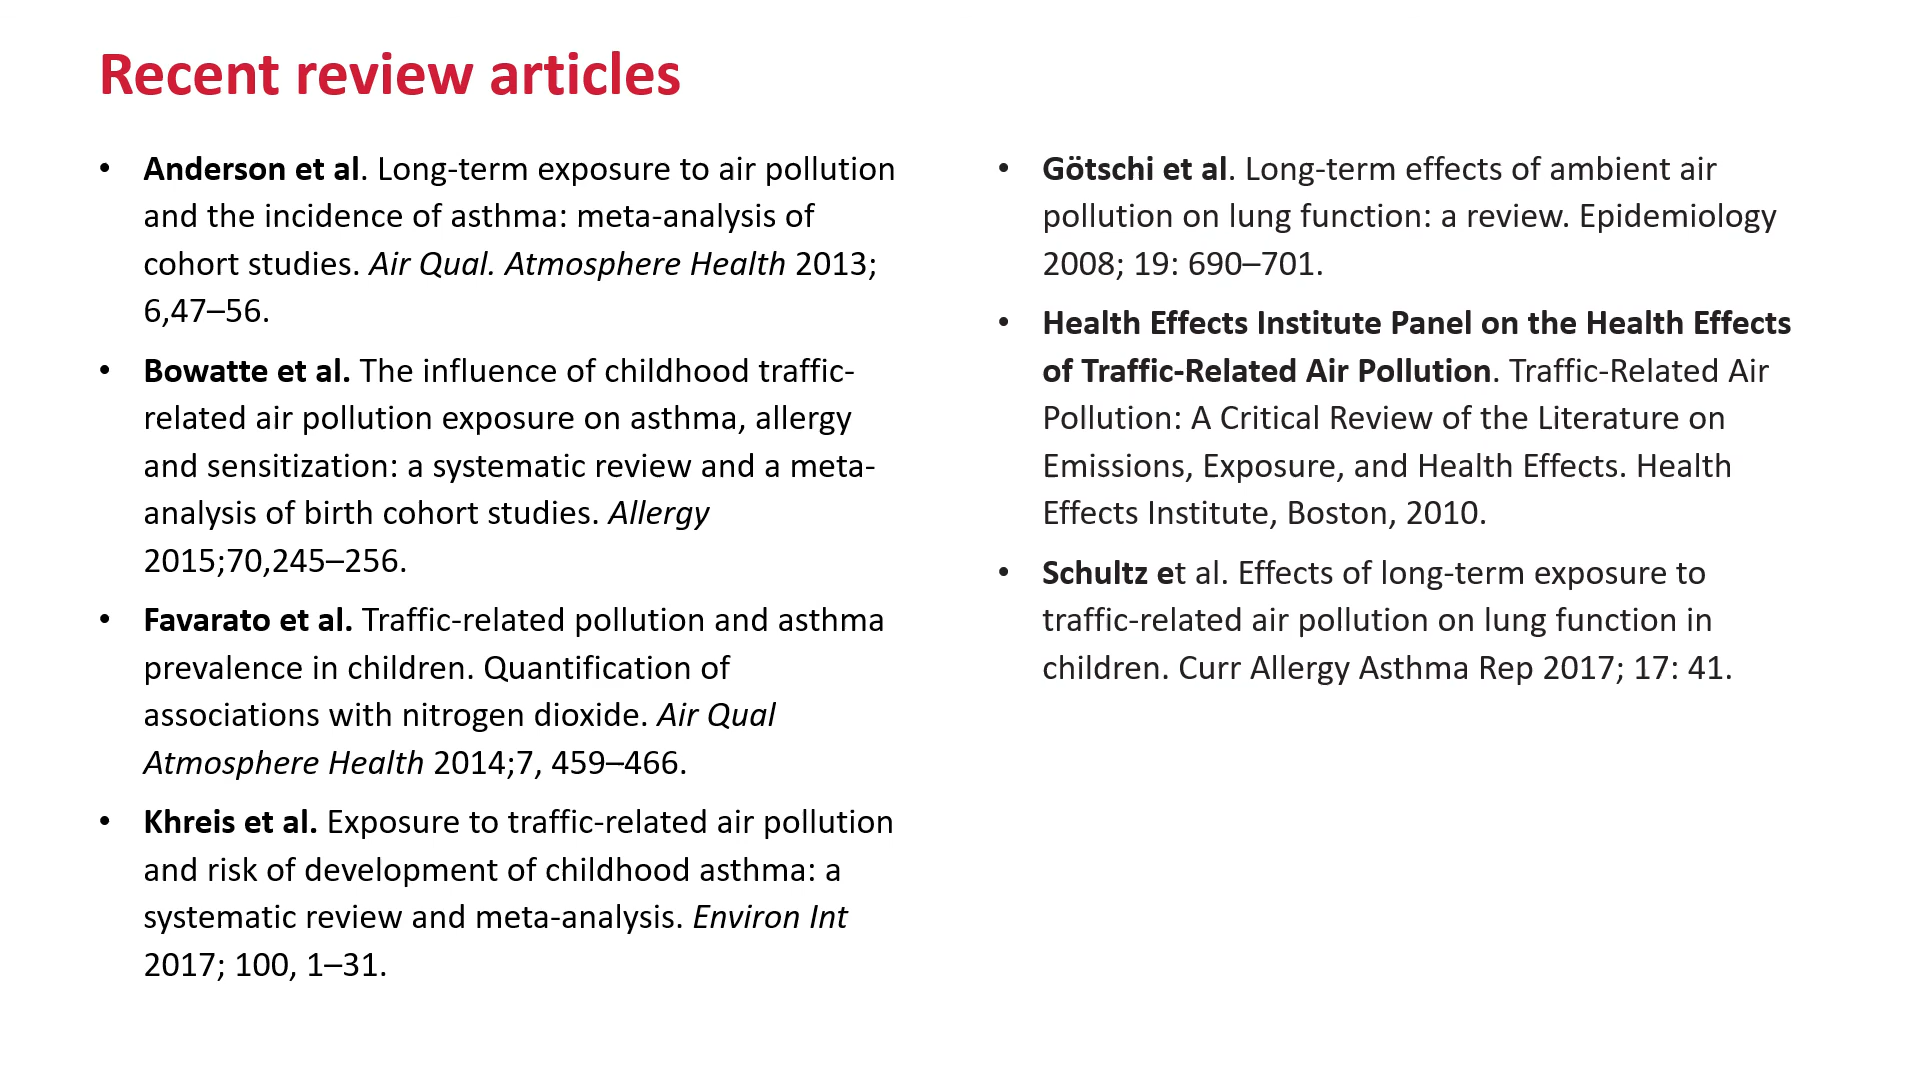 Recent review articles
• Anderson et al. Long-term exposure to air pollution
and the incidence of asthma: meta-analysis of
cohort studies. Air Qual. Atmosphere Health 2013;
6,47–56.
• Bowatte et al. The influence of childhood traffic-
related air pollution exposure on asthma, allergy
and sensitization: a systematic review and a meta-
analysis of birth cohort studies. Allergy
2015;70,245–256.
• Favarato et al. Traffic-related pollution and asthma
prevalence in children. Quantification of
associations with nitrogen dioxide. Air Qual
Atmosphere Health 2014;7, 459–466.
• Khreis et al. Exposure to traffic-related air pollution
and risk of development of childhood asthma: a
systematic review and meta-analysis. Environ Int
2017; 100, 1–31.
• Götschi et al. Long-term effects of ambient air
pollution on lung function: a review. Epidemiology
2008; 19: 690–701.
• Health Effects Institute Panel on the Health Effects
of Traffic-Related Air Pollution. Traffic-Related Air
Pollution: A Critical Review of the Literature on
Emissions, Exposure, and Health Effects. Health
Effects Institute, Boston, 2010.
• Schultz et al. Effects of long-term exposure to
traffic-related air pollution on lung function in
children. Curr Allergy Asthma Rep 2017; 17: 41.